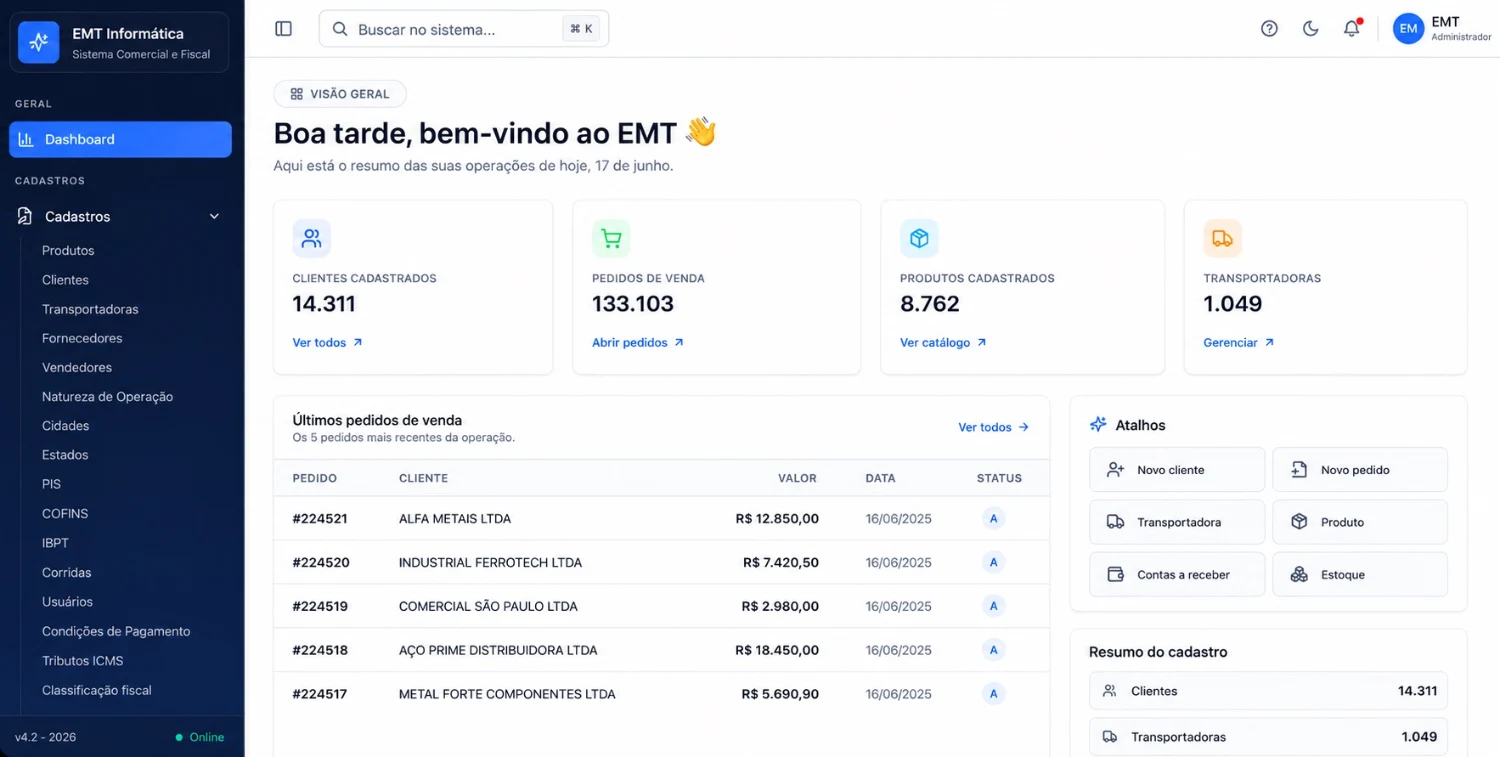 EMT Informática
Sistema Comercial e Fiscal
GERAL
Dashboard
CADASTROS
Cadastros
Produtos
Clientes
Transportadoras
Fornecedores
Vendedores
Natureza de Operação
Cidades
Estados
PIS
COFINS
IBPT
Corridas
Usuários
Condições de Pagamento
Tributos ICMS
Classificação fiscal
v4.2 - 2026
Online
Buscar no sistema...
⌘ K
EM
EMT
Administrador
VISÃO GERAL
Boa tarde, bem-vindo ao EMT 👋
Aqui está o resumo das suas operações de hoje, 17 de junho.
CLIENTES CADASTRADOS
14.311
Ver todos
PEDIDOS DE VENDA
133.103
Abrir pedidos
PRODUTOS CADASTRADOS
8.762
Ver catálogo
TRANSPORTADORAS
1.049
Gerenciar
Últimos pedidos de venda
Os 5 pedidos mais recentes da operação.
Ver todos →
PEDIDO CLIENTE VALOR DATA STATUS
#224521 ALFA METAIS LTDA R$ 12.850,00 16/06/2025 A
#224520 INDUSTRIAL FERROTECH LTDA R$ 7.420,50 16/06/2025 A
#224519 COMERCIAL SÃO PAULO LTDA R$ 2.980,00 16/06/2025 A
#224518 AÇO PRIME DISTRIBUIDORA LTDA R$ 18.450,00 16/06/2025 A
#224517 METAL FORTE COMPONENTES LTDA R$ 5.690,90 16/06/2025 A
Atalhos
Novo cliente
Novo pedido
Transportadora
Produto
Contas a receber
Estoque
Resumo do cadastro
Clientes 14.311
Transportadoras 1.049